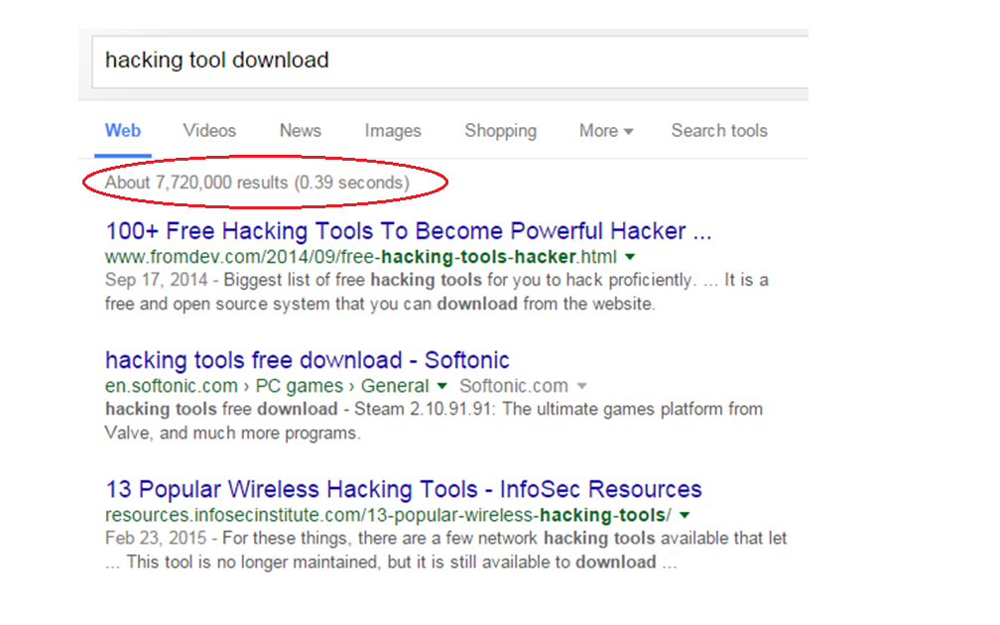 hacking tool download
Web Videos News Images Shopping More Search tools
About 7,720,000 results (0.39 seconds)
100+ Free Hacking Tools To Become Powerful Hacker ...
www.fromdev.com/2014/09/free-hacking-tools-hacker.html
Sep 17, 2014 - Biggest list of free hacking tools for you to hack proficiently. ... It is a
free and open source system that you can download from the website.
hacking tools free download - Softonic
en.softonic.com › PC games › General Softonic.com
hacking tools free download - Steam 2.10.91.91: The ultimate games platform from
Valve, and much more programs.
13 Popular Wireless Hacking Tools - InfoSec Resources
resources.infosecinstitute.com/13-popular-wireless-hacking-tools/
Feb 23, 2015 - For these things, there are a few network hacking tools available that let
... This tool is no longer maintained, but it is still available to download ...